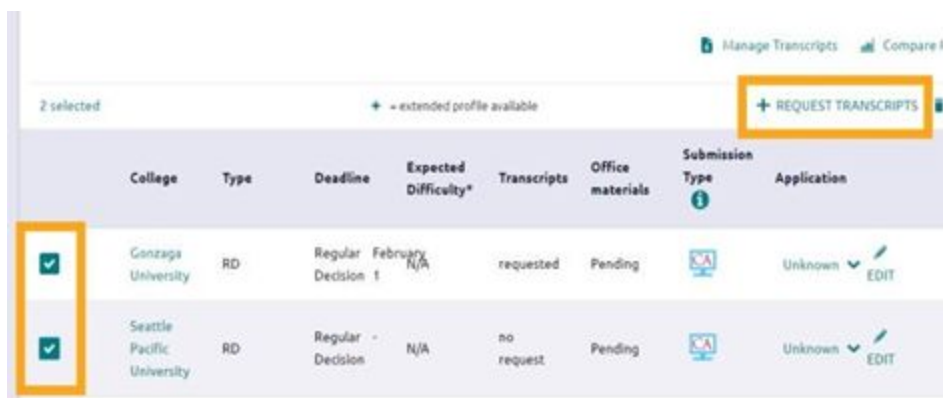 Manage Transcripts Compare
2 selected + = extended profile available + REQUEST TRANSCRIPTS
College Type Deadline Expected Difficulty* Transcripts Office materials Submission Type i Application
Gonzaga University RD Regular Decision February 1 N/A requested Pending CA Unknown EDIT
Seattle Pacific University RD Regular Decision - N/A no request Pending CA Unknown EDIT